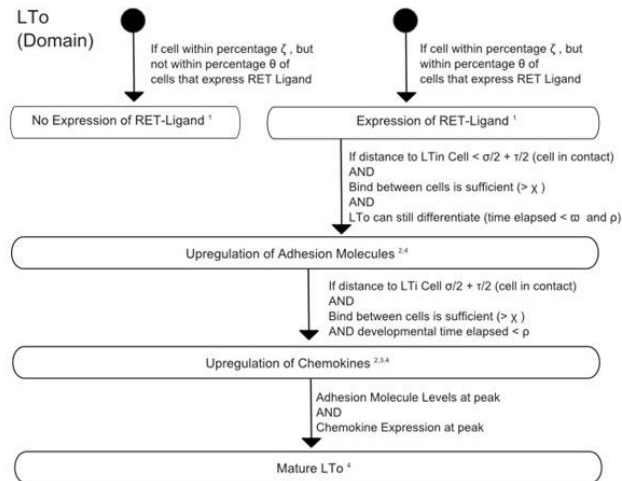 LTo
(Domain)
If cell within percentage ζ , but
not within percentage θ of
cells that express RET Ligand
If cell within percentage ζ , but
within percentage θ of
cells that express RET Ligand
No Expression of RET-Ligand ¹
Expression of RET-Ligand ¹
If distance to LTin Cell < σ/2 + τ/2 (cell in contact)
AND
Bind between cells is sufficient (> χ )
AND
LTo can still differentiate (time elapsed < ϖ and ρ)
Upregulation of Adhesion Molecules ²,⁴
If distance to LTi Cell σ/2 + τ/2 (cell in contact)
AND
Bind between cells is sufficient (> χ )
AND developmental time elapsed < ρ
Upregulation of Chemokines ²,³,⁴
Adhesion Molecule Levels at peak
AND
Chemokine Expression at peak
Mature LTo ⁴